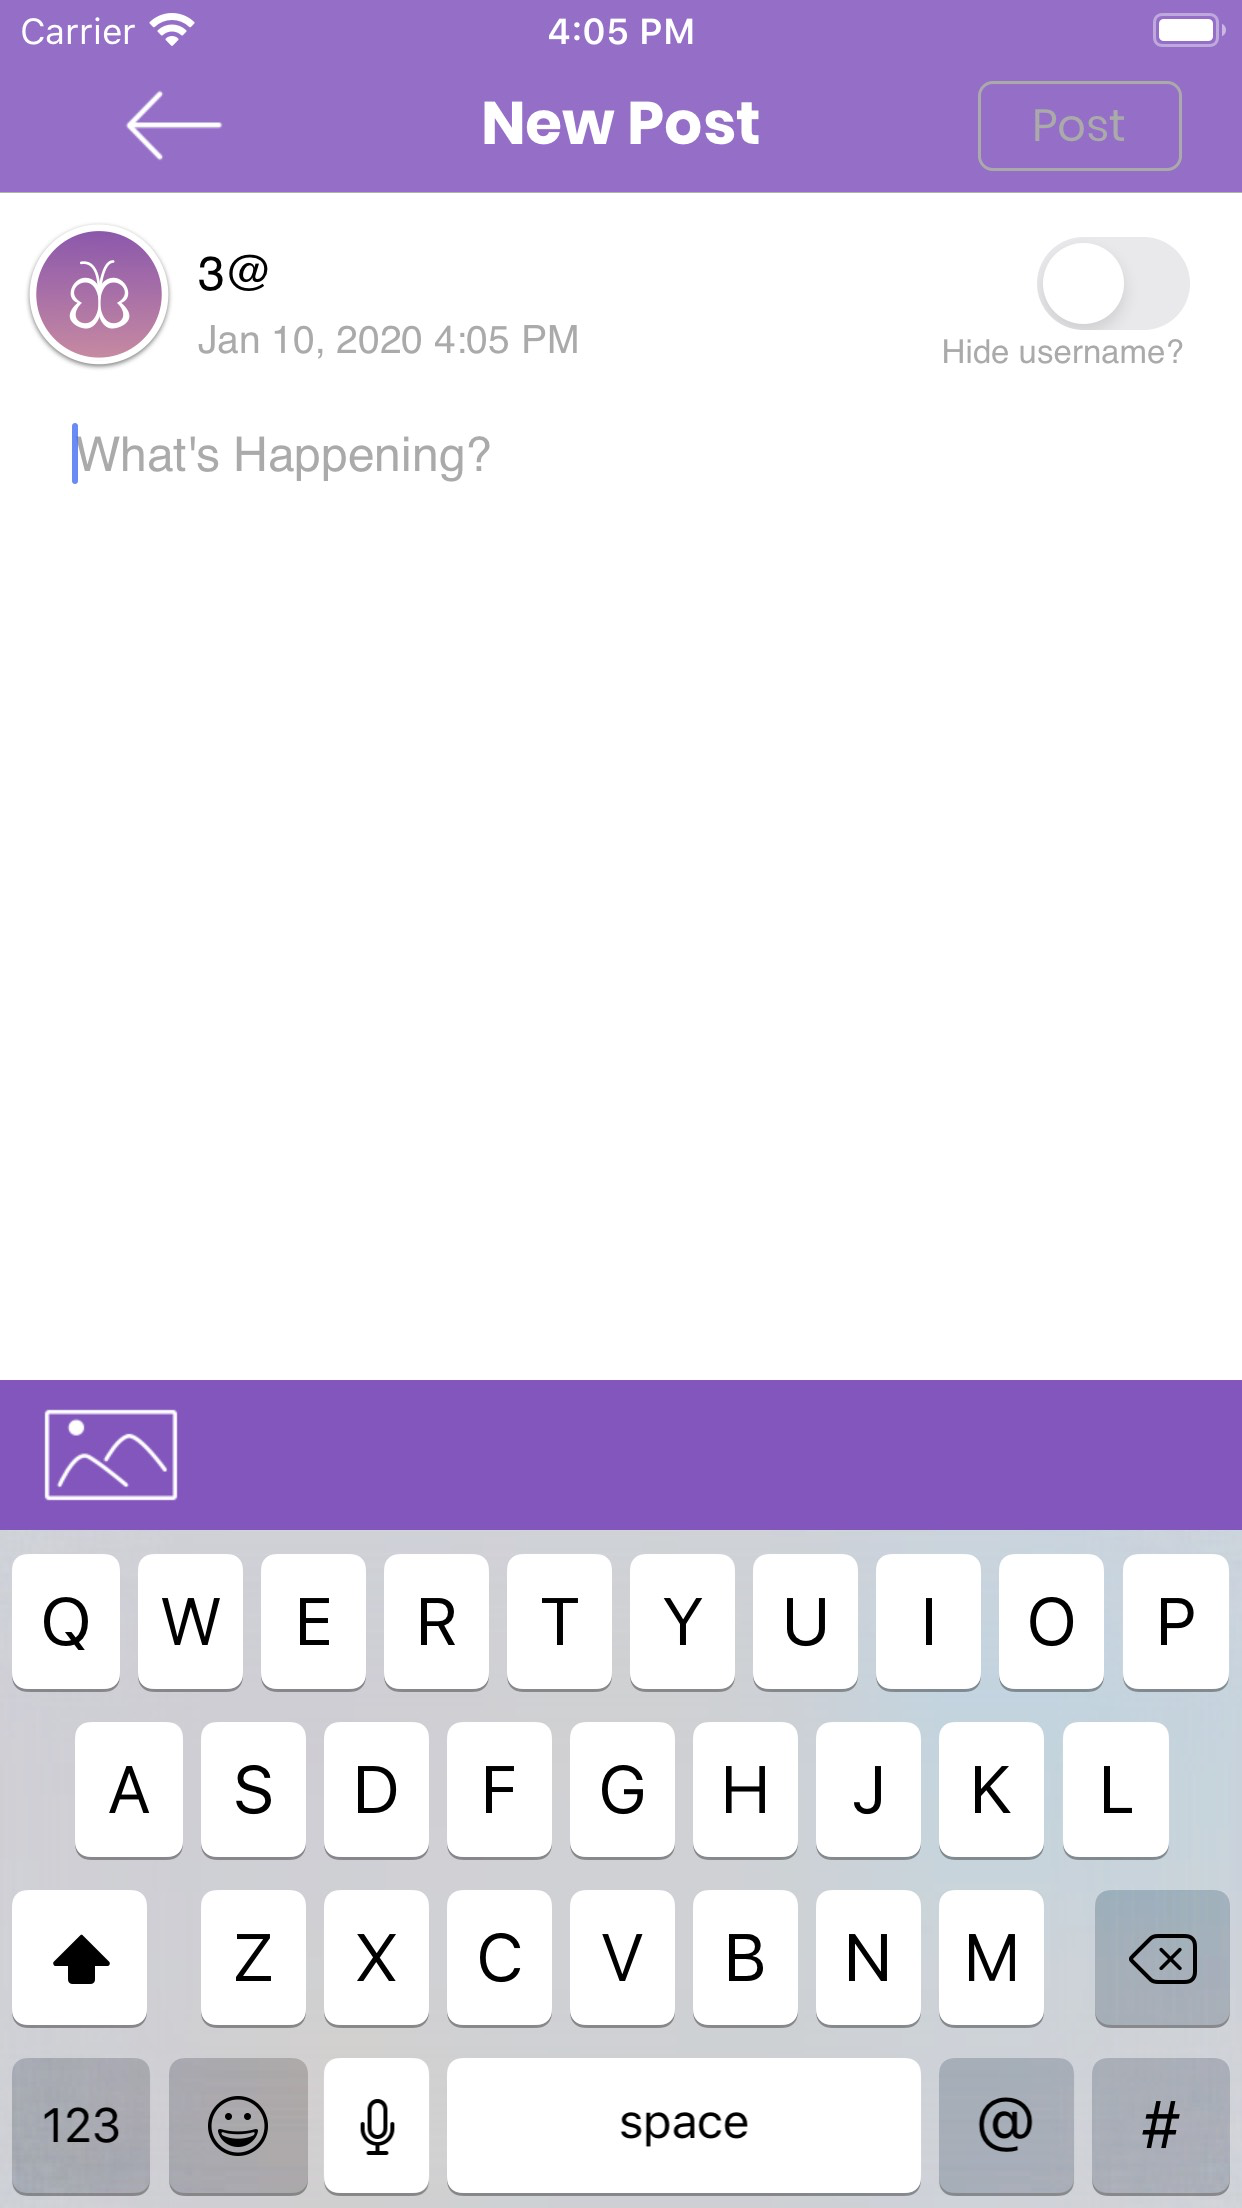 Carrier 4:05 PM
New Post
Post
3@
Jan 10, 2020 4:05 PM
Hide username?
What's Happening?
Q W E R T Y U I O P
A S D F G H J K L
Z X C V B N M
123 space @ #